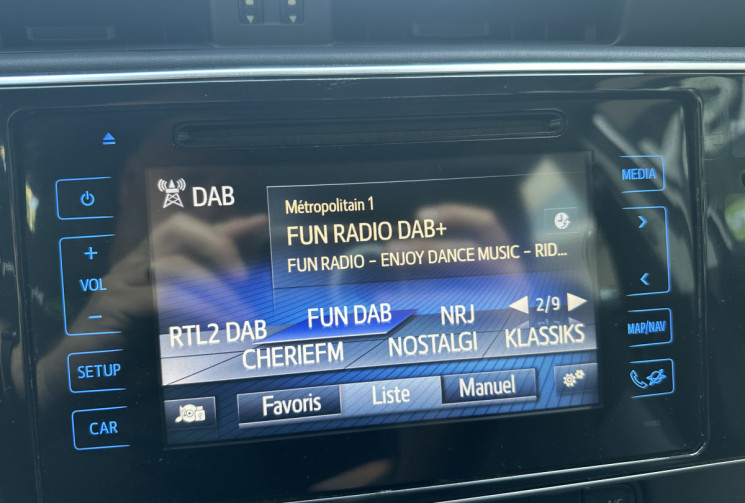 MEDIA
DAB
Métropolitain 1
FUN RADIO DAB+
FUN RADIO – ENJOY DANCE MUSIC – RID...
+
VOL
−
2/9
RTL2 DAB
FUN DAB
NRJ
CHERIEFM
NOSTALGI
KLASSIKS
MAP/NAV
SETUP
Favoris
Liste
Manuel
CAR